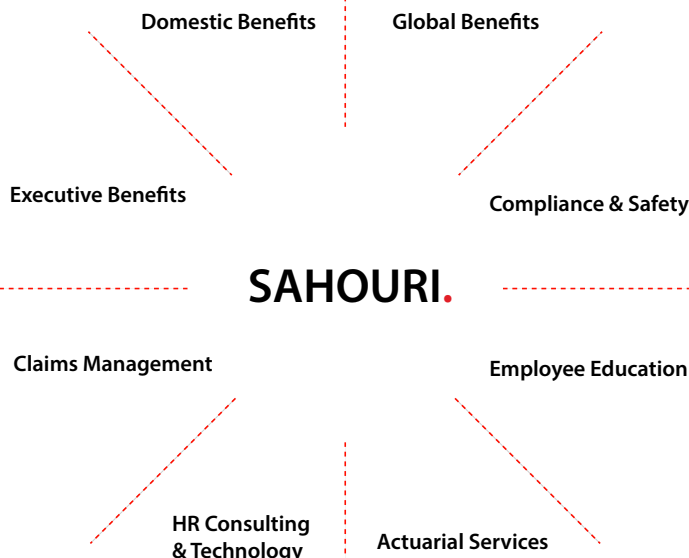 Domestic Benefits
Global Benefits
Executive Benefits
Compliance & Safety
SAHOURI.
Claims Management
Employee Education
HR Consulting
& Technology
Actuarial Services